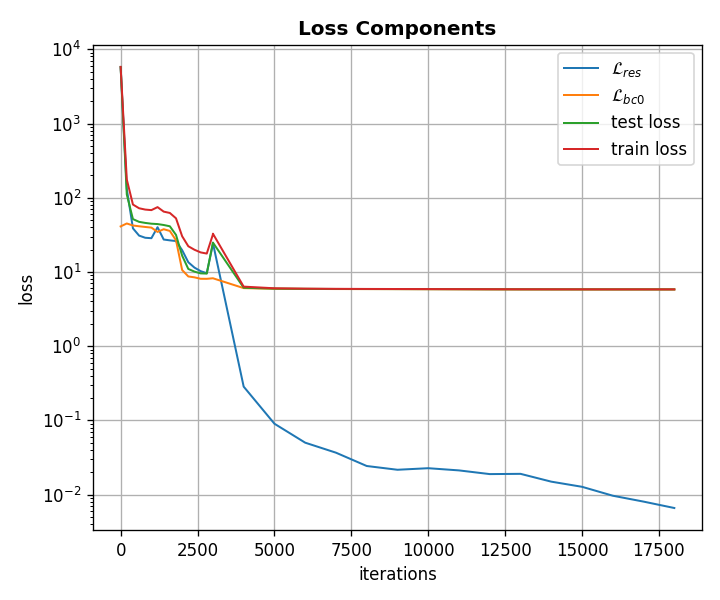 Loss Components
10^4
10^3
10^2
10^1
10^0
10^-1
10^-2
loss
ℒ_res
ℒ_bc0
test loss
train loss
0 2500 5000 7500 10000 12500 15000 17500
iterations